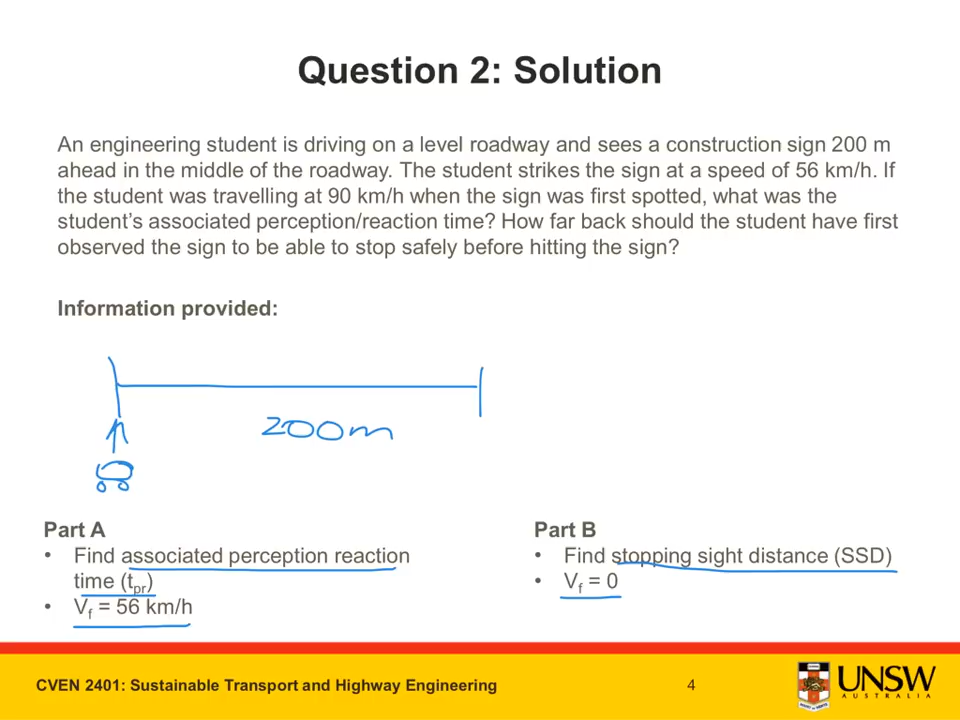 Question 2: Solution
An engineering student is driving on a level roadway and sees a construction sign 200 m
ahead in the middle of the roadway. The student strikes the sign at a speed of 56 km/h. If
the student was travelling at 90 km/h when the sign was first spotted, what was the
student’s associated perception/reaction time? How far back should the student have first
observed the sign to be able to stop safely before hitting the sign?
Information provided:
200m
Part A
• Find associated perception reaction
time (tpr)
• Vf = 56 km/h
Part B
• Find stopping sight distance (SSD)
• Vf = 0
CVEN 2401: Sustainable Transport and Highway Engineering
4
UNSW
AUSTRALIA